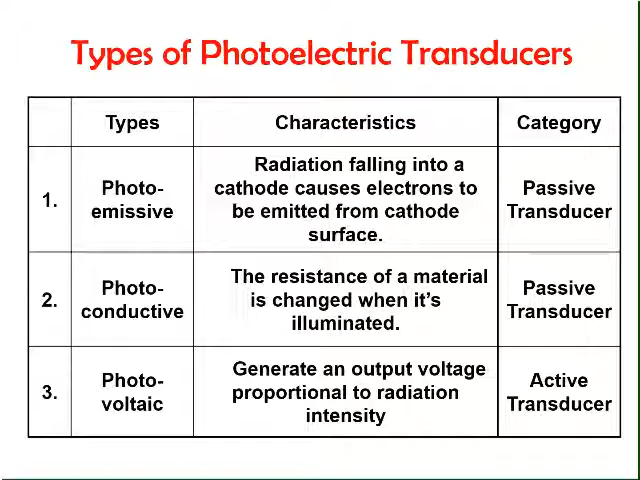 Types of Photoelectric Transducers
Types
Characteristics
Category
1.
Photo-
emissive
Radiation falling into a
cathode causes electrons to
be emitted from cathode
surface.
Passive
Transducer
2.
Photo-
conductive
The resistance of a material
is changed when it's
illuminated.
Passive
Transducer
3.
Photo-
voltaic
Generate an output voltage
proportional to radiation
intensity
Active
Transducer